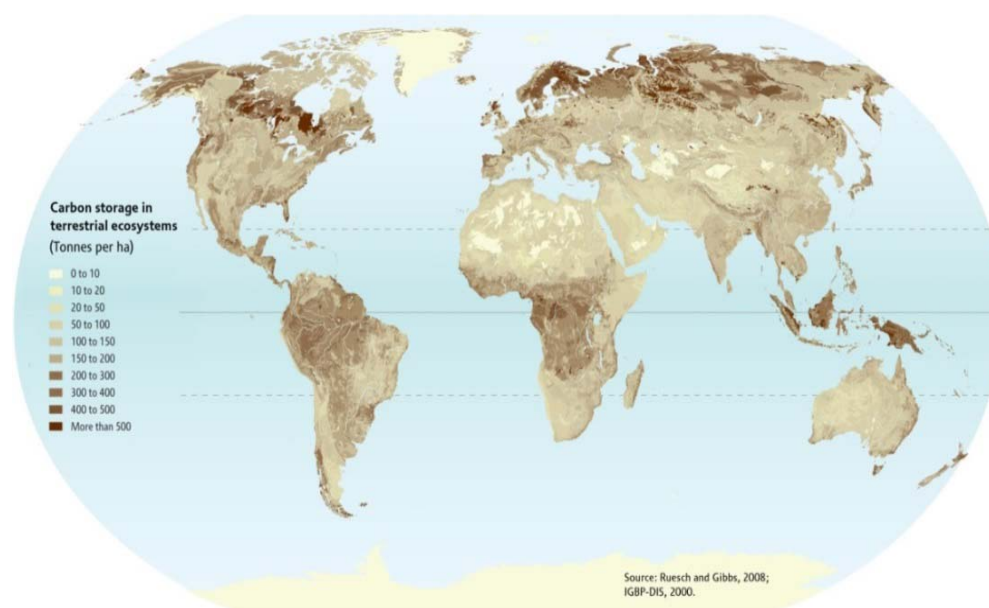 Carbon storage in
terrestrial ecosystems
(Tonnes per ha)
0 to 10
10 to 20
20 to 50
50 to 100
100 to 150
150 to 200
200 to 300
300 to 400
400 to 500
More than 500
Source: Ruesch and Gibbs, 2008;
IGBP-DIS, 2000.